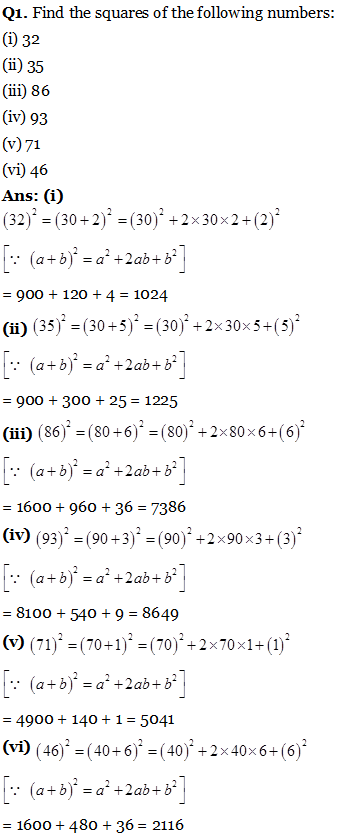 Q1. Find the squares of the following numbers:
(i) 32
(ii) 35
(iii) 86
(iv) 93
(v) 71
(vi) 46
Ans: (i)
(32)² = (30+2)² = (30)² + 2×30×2 + (2)²
[∵ (a+b)² = a² + 2ab + b²]
= 900 + 120 + 4 = 1024
(ii) (35)² = (30+5)² = (30)² + 2×30×5 + (5)²
[∵ (a+b)² = a² + 2ab + b²]
= 900 + 300 + 25 = 1225
(iii) (86)² = (80+6)² = (80)² + 2×80×6 + (6)²
[∵ (a+b)² = a² + 2ab + b²]
= 1600 + 960 + 36 = 7386
(iv) (93)² = (90+3)² = (90)² + 2×90×3 + (3)²
[∵ (a+b)² = a² + 2ab + b²]
= 8100 + 540 + 9 = 8649
(v) (71)² = (70+1)² = (70)² + 2×70×1 + (1)²
[∵ (a+b)² = a² + 2ab + b²]
= 4900 + 140 + 1 = 5041
(vi) (46)² = (40+6)² = (40)² + 2×40×6 + (6)²
[∵ (a+b)² = a² + 2ab + b²]
= 1600 + 480 + 36 = 2116